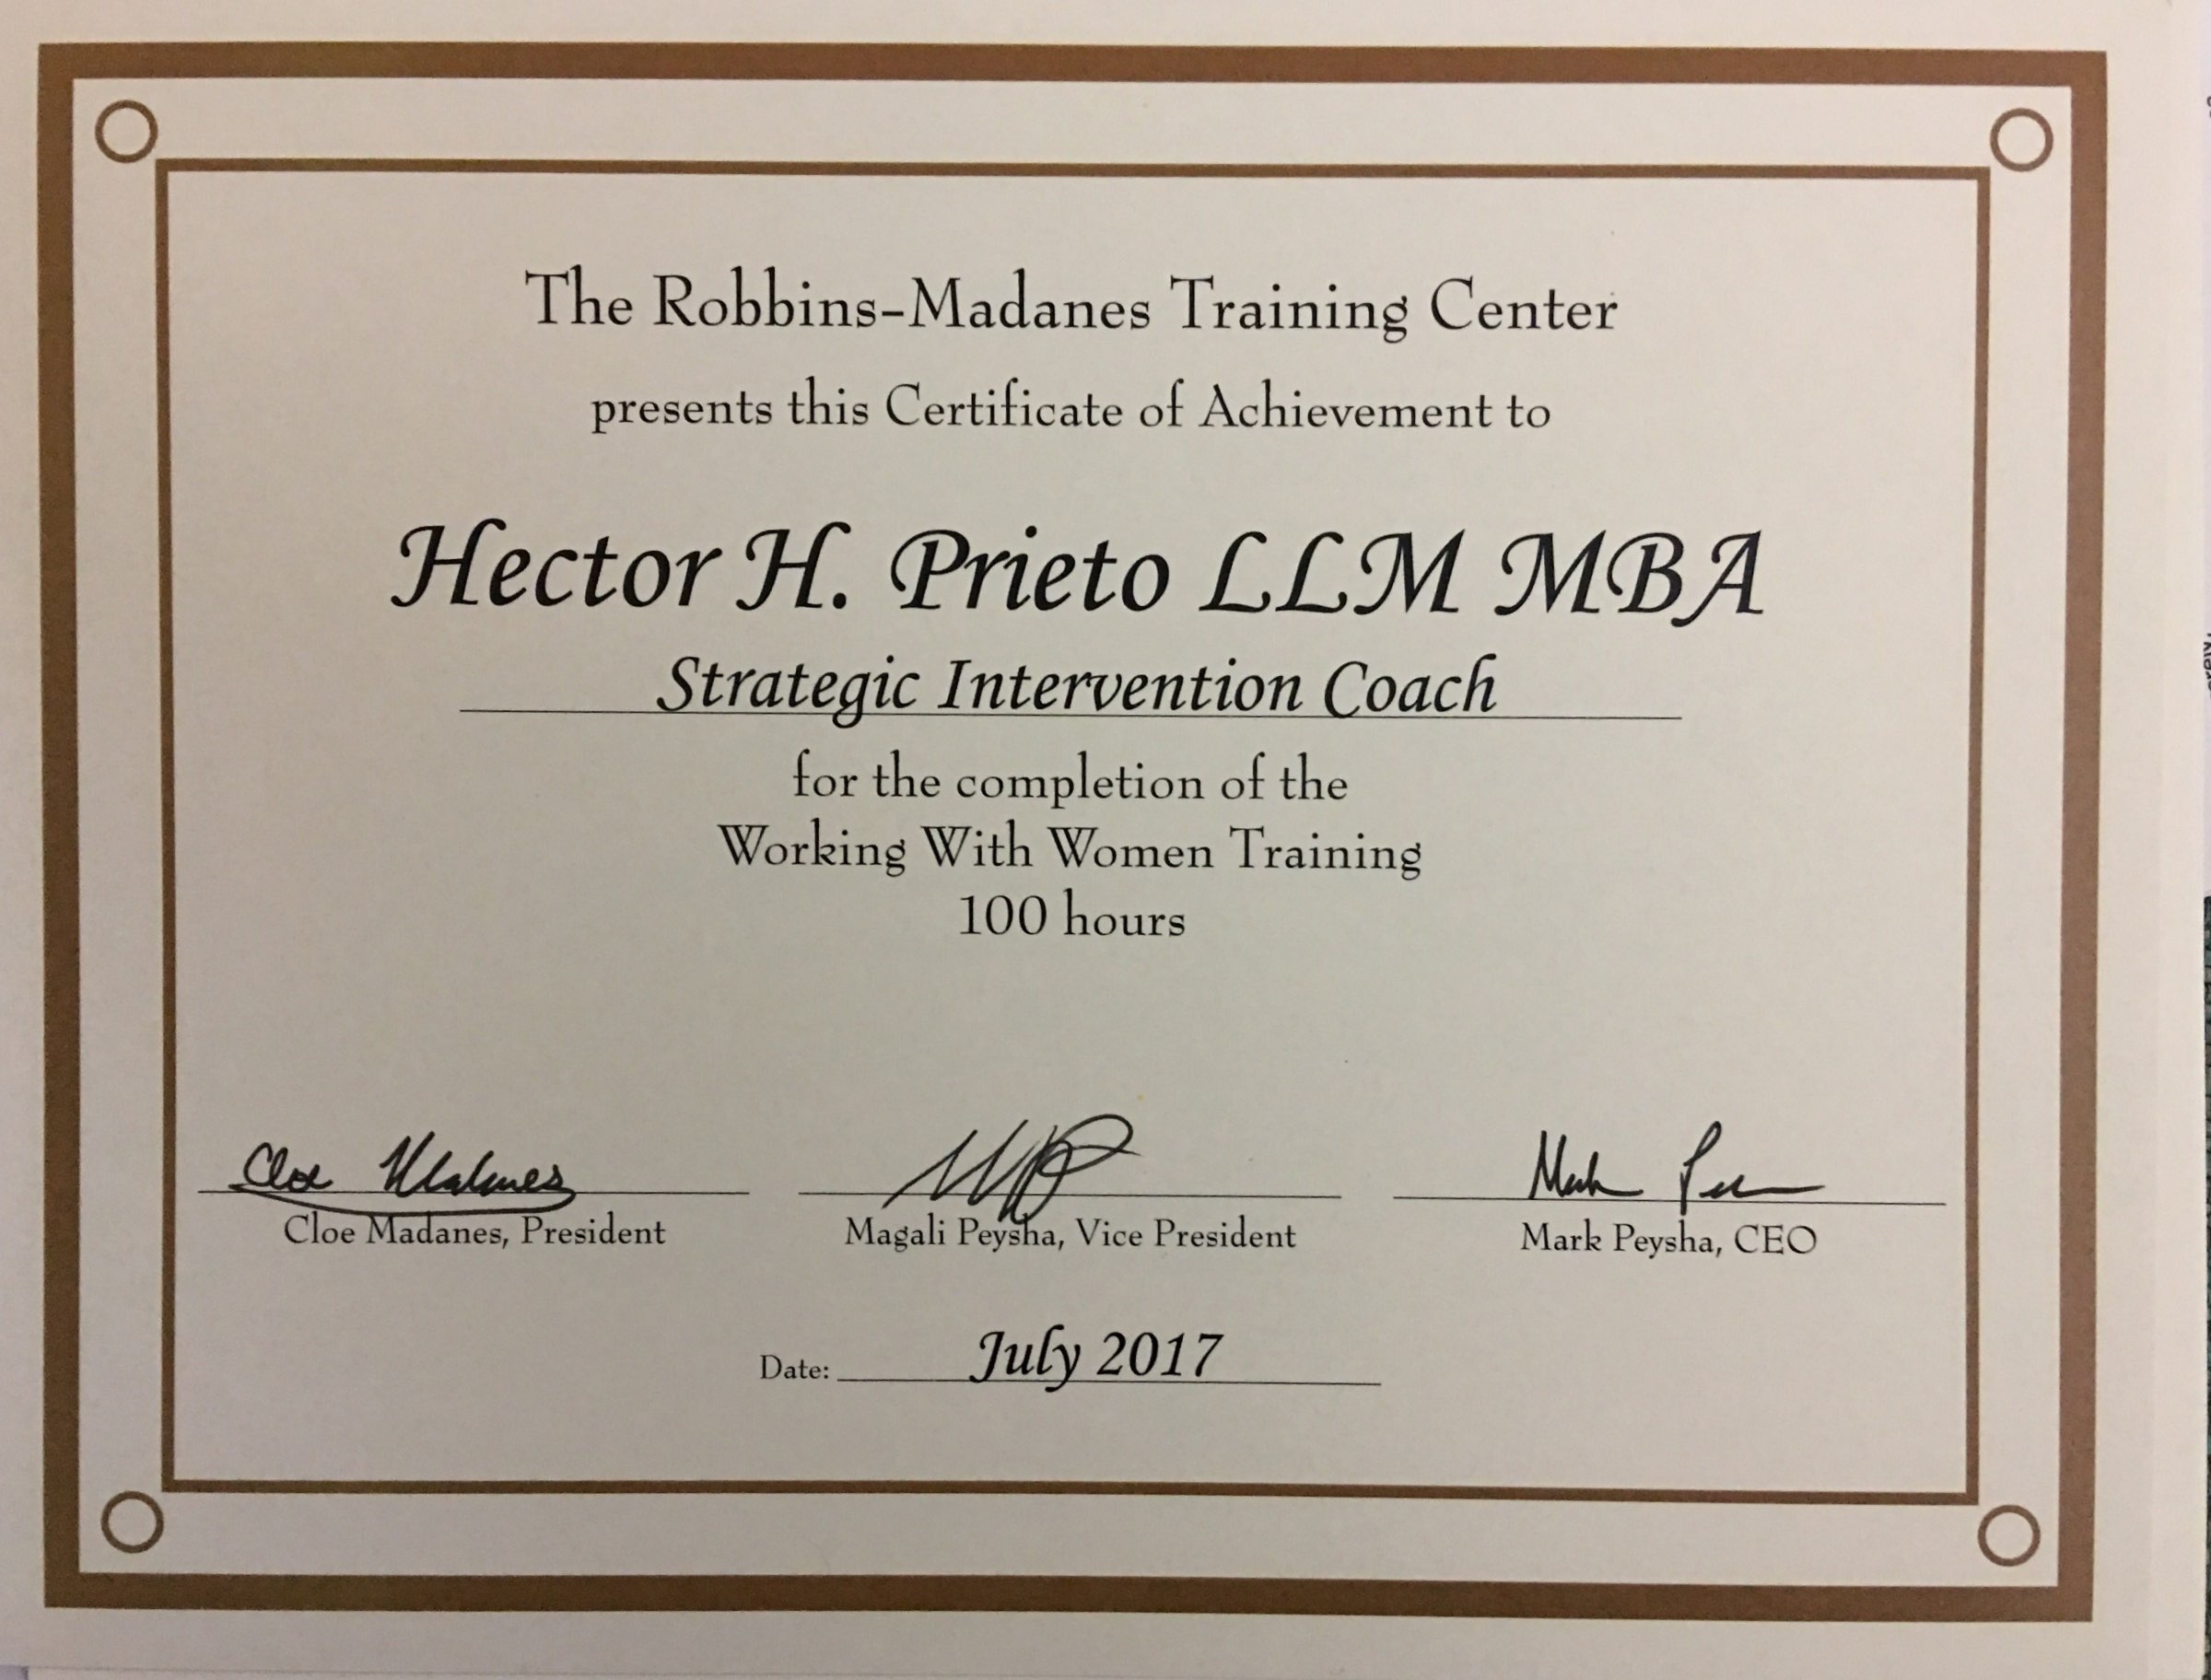 The Robbins-Madanes Training Center
presents this Certificate of Achievement to
Hector H. Prieto LLM MBA
Strategic Intervention Coach
for the completion of the
Working With Women Training
100 hours
Cloe Madanes
Mark
Cloe Madanes, President
Magali Peysha, Vice President
Mark Peysha, CEO
Date: July 2017